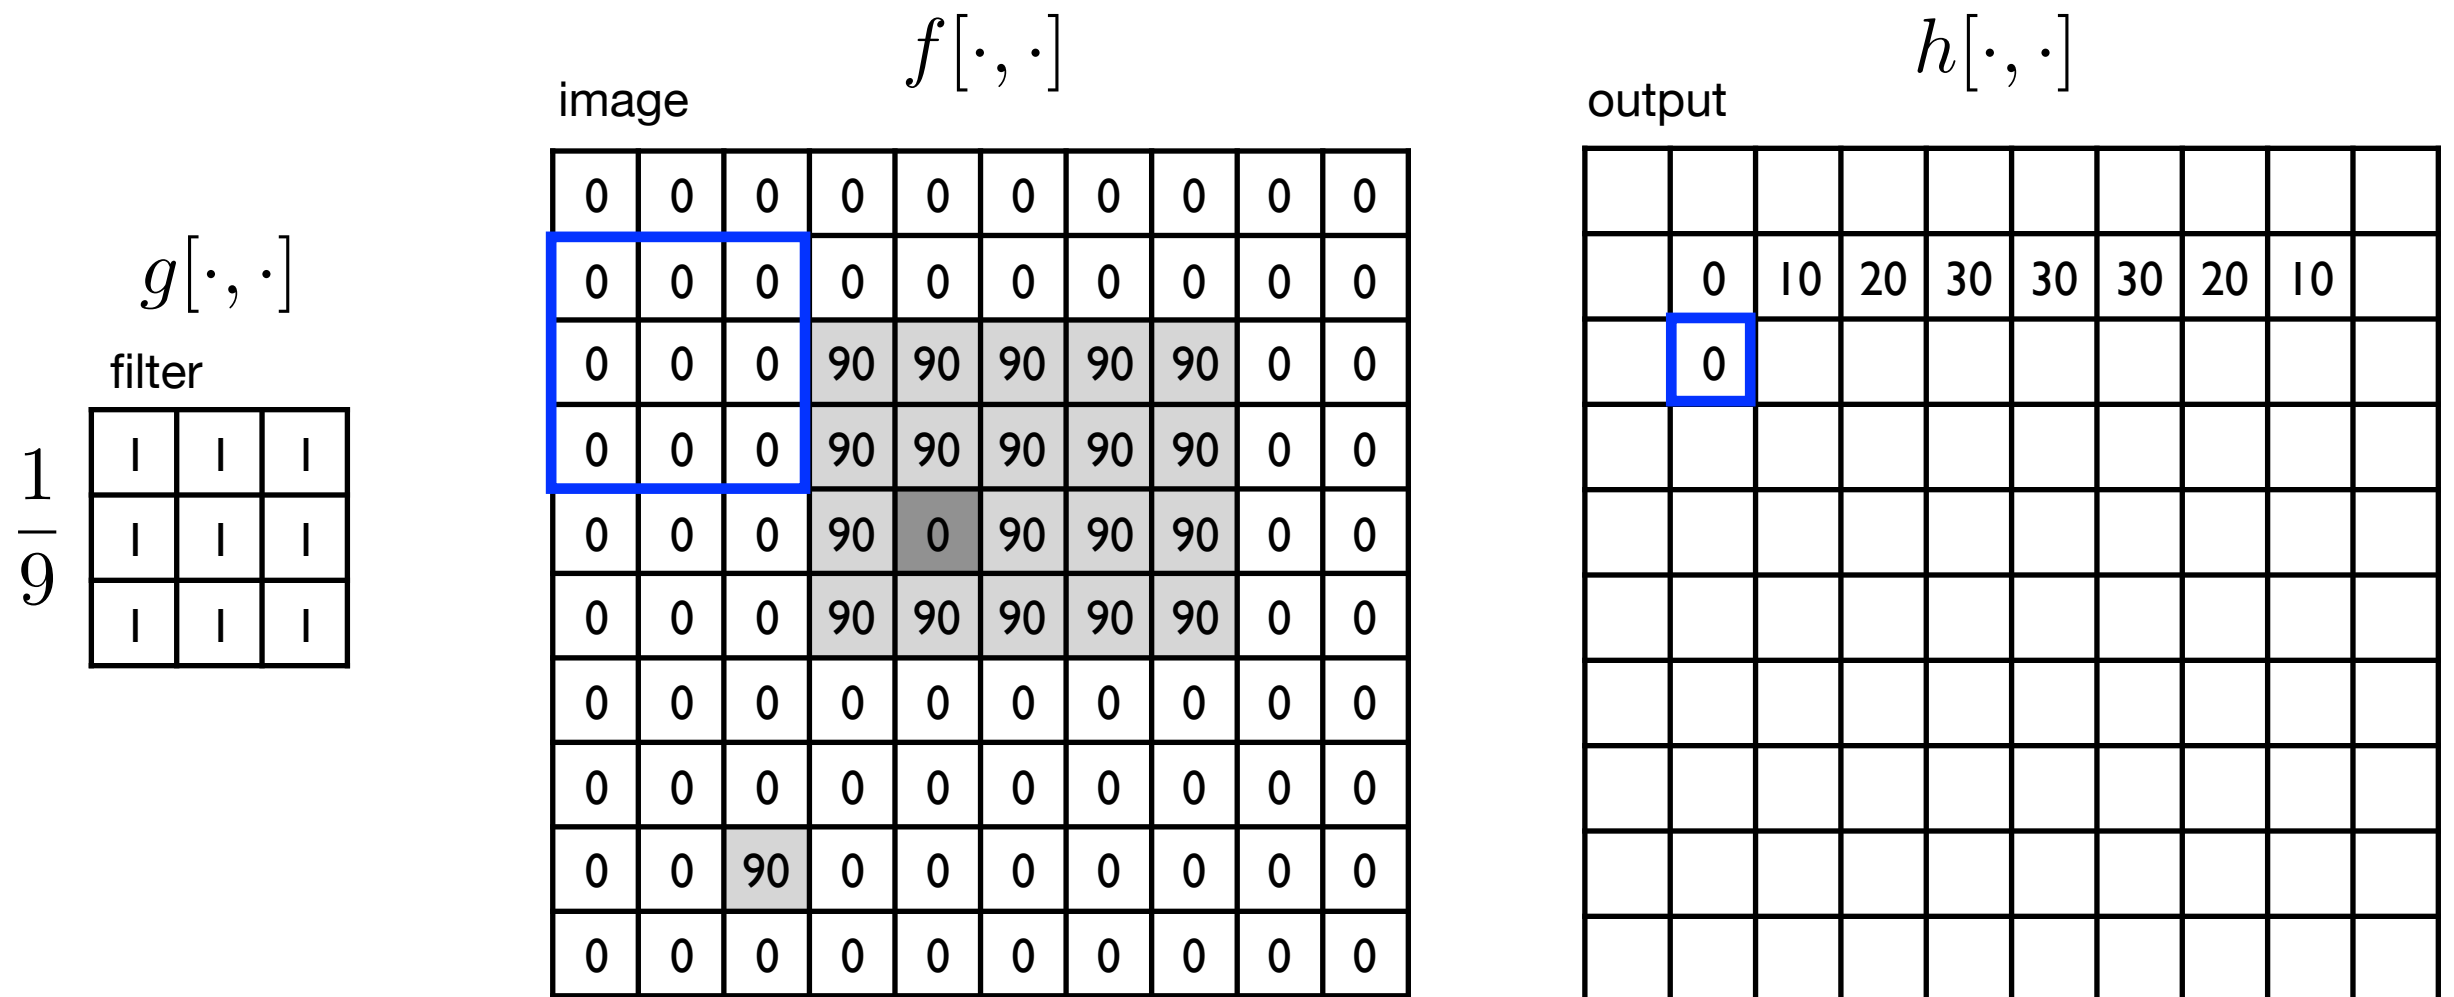 f[·,·]
h[·,·]
image
output
g[·,·]
filter
1
9
1 1 1
1 1 1
1 1 1
0 0 0 0 0 0 0 0 0 0
0 0 0 0 0 0 0 0 0 0
0 0 0 90 90 90 90 90 0 0
0 0 0 90 90 90 90 90 0 0
0 0 0 90 0 90 90 90 0 0
0 0 0 90 90 90 90 90 0 0
0 0 0 0 0 0 0 0 0 0
0 0 0 0 0 0 0 0 0 0
0 0 90 0 0 0 0 0 0 0
0 0 0 0 0 0 0 0 0 0
0 10 20 30 30 30 20 10
0